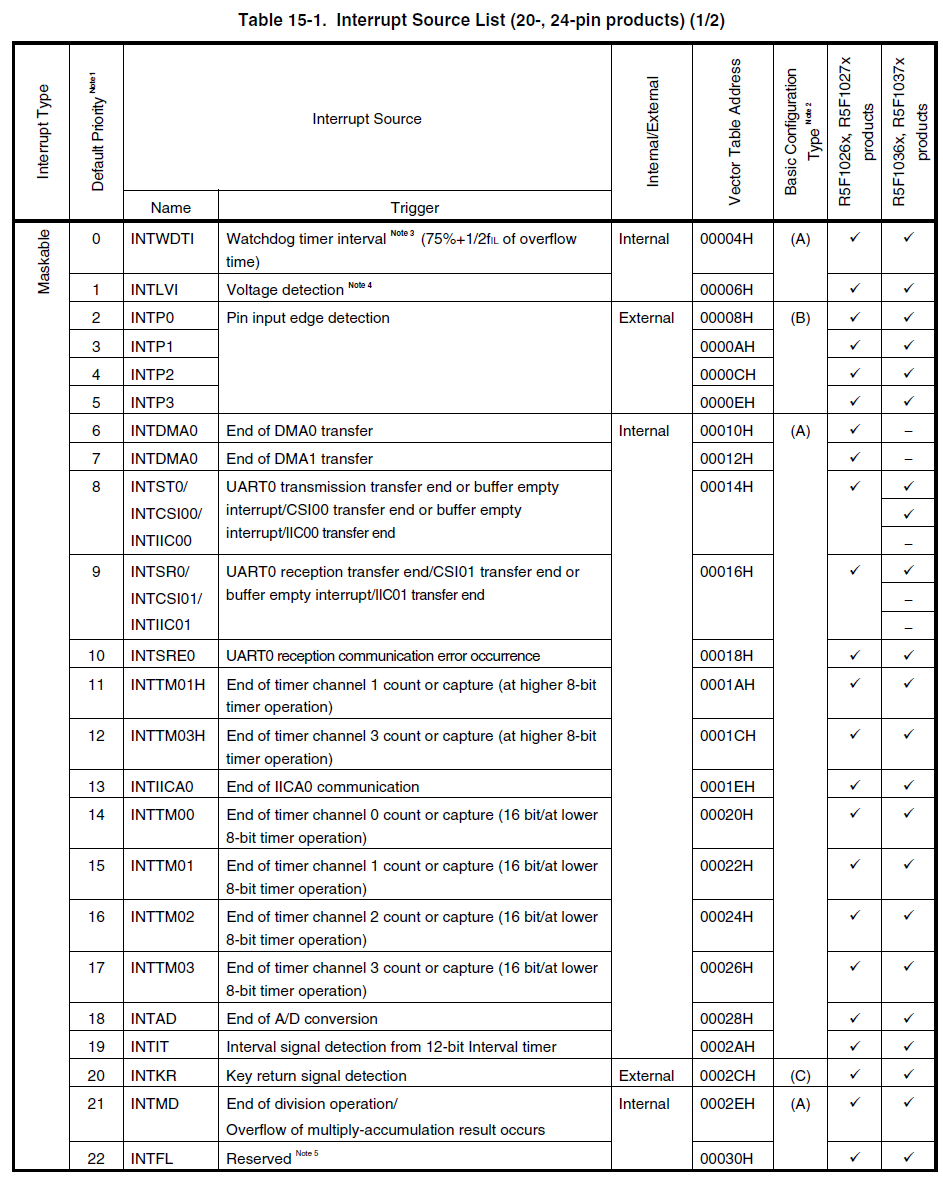 Table 15-1. Interrupt Source List (20-, 24-pin products) (1/2)
Interrupt Type
Default Priority Note 1
Interrupt Source
Internal/External
Vector Table Address
Basic Configuration
Type Note 2
R5F1026x, R5F1027x
products
R5F1036x, R5F1037x
products
Name Trigger
Maskable
0 INTWDTI Watchdog timer interval Note 3 (75%+1/2fIL of overflow Internal 00004H (A) ✓ ✓
time)
1 INTLVI Voltage detection Note 4 00006H ✓ ✓
2 INTP0 Pin input edge detection External 00008H (B) ✓ ✓
3 INTP1 0000AH ✓ ✓
4 INTP2 0000CH ✓ ✓
5 INTP3 0000EH ✓ ✓
6 INTDMA0 End of DMA0 transfer Internal 00010H (A) ✓ –
7 INTDMA0 End of DMA1 transfer 00012H ✓ –
8 INTST0/ UART0 transmission transfer end or buffer empty 00014H ✓ ✓
INTCSI00/ interrupt/CSI00 transfer end or buffer empty ✓
INTIIC00 interrupt/IIC00 transfer end –
9 INTSR0/ UART0 reception transfer end/CSI01 transfer end or 00016H ✓ ✓
INTCSI01/ buffer empty interrupt/IIC01 transfer end –
INTIIC01 –
10 INTSRE0 UART0 reception communication error occurrence 00018H ✓ ✓
11 INTTM01H End of timer channel 1 count or capture (at higher 8-bit 0001AH ✓ ✓
timer operation)
12 INTTM03H End of timer channel 3 count or capture (at higher 8-bit 0001CH ✓ ✓
timer operation)
13 INTIICA0 End of IICA0 communication 0001EH ✓ ✓
14 INTTM00 End of timer channel 0 count or capture (16 bit/at lower 00020H ✓ ✓
8-bit timer operation)
15 INTTM01 End of timer channel 1 count or capture (16 bit/at lower 00022H ✓ ✓
8-bit timer operation)
16 INTTM02 End of timer channel 2 count or capture (16 bit/at lower 00024H ✓ ✓
8-bit timer operation)
17 INTTM03 End of timer channel 3 count or capture (16 bit/at lower 00026H ✓ ✓
8-bit timer operation)
18 INTAD End of A/D conversion 00028H ✓ ✓
19 INTIT Interval signal detection from 12-bit Interval timer 0002AH ✓ ✓
20 INTKR Key return signal detection External 0002CH (C) ✓ ✓
21 INTMD End of division operation/ Internal 0002EH (A) ✓ ✓
Overflow of multiply-accumulation result occurs
22 INTFL Reserved Note 5 00030H ✓ ✓